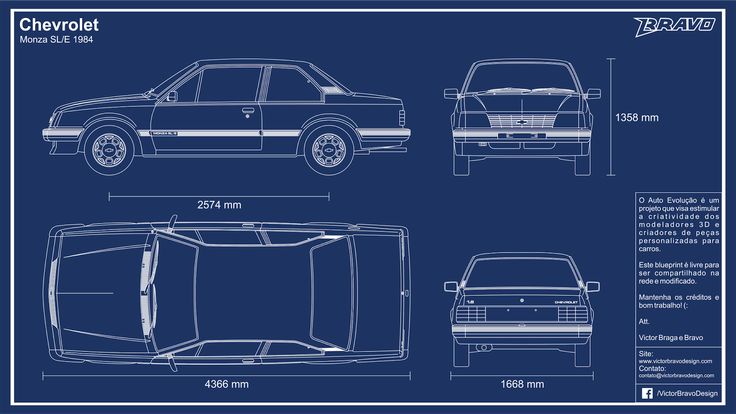 Chevrolet
Monza SL/E 1984
BRAVO
MONZA SL/E
1358 mm
2574 mm
O Auto Evolução é um
projeto que visa estimular
a criatividade dos
modeladores 3D e
criadores de peças
personalizadas para
carros.
Este blueprint é livre para
ser compartilhado na
rede e modificado.
Mantenha os créditos e
bom trabalho! (:
Att.
Victor Braga e Bravo
1.8
CHEVROLET
4366 mm
1668 mm
Site:
www.victorbravodesign.com
Contato:
contato@victorbravodesign.com
/VictorBravoDesign